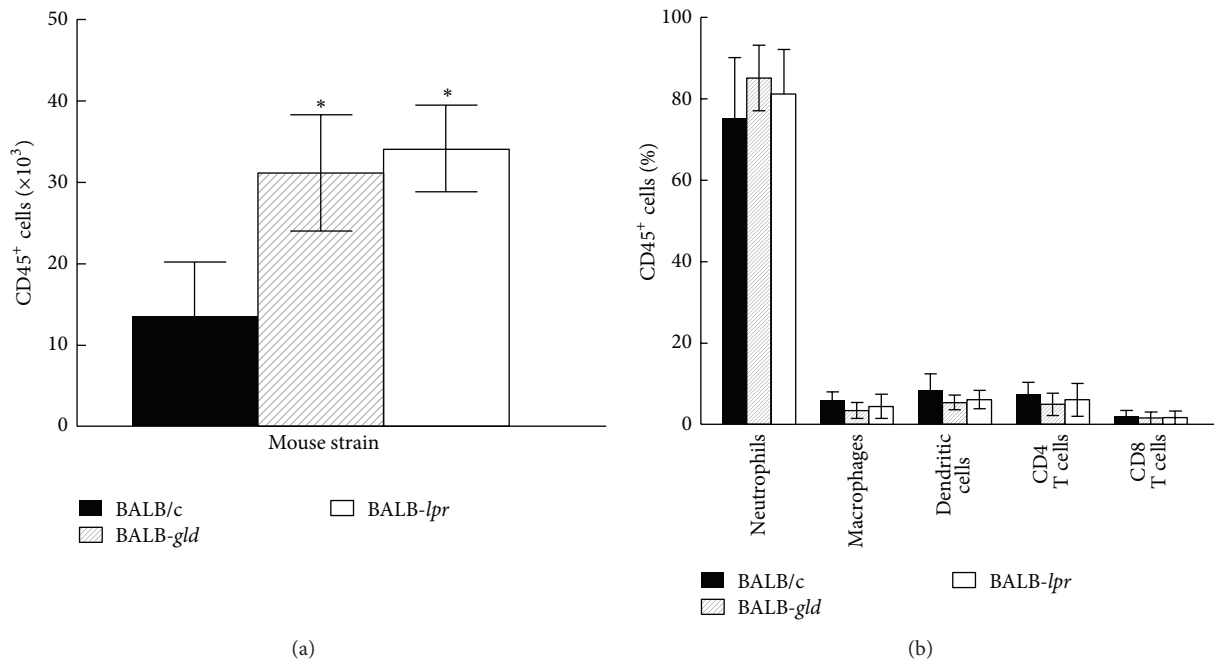 50
40
30
20
10
0
CD45⁺ cells (×10³)
*
*
Mouse strain
BALB/c
BALB-gld
BALB-lpr
(a)
100
80
60
40
20
0
CD45⁺ cells (%)
Neutrophils
Macrophages
Dendritic
cells
CD4
T cells
CD8
T cells
BALB/c
BALB-gld
BALB-lpr
(b)